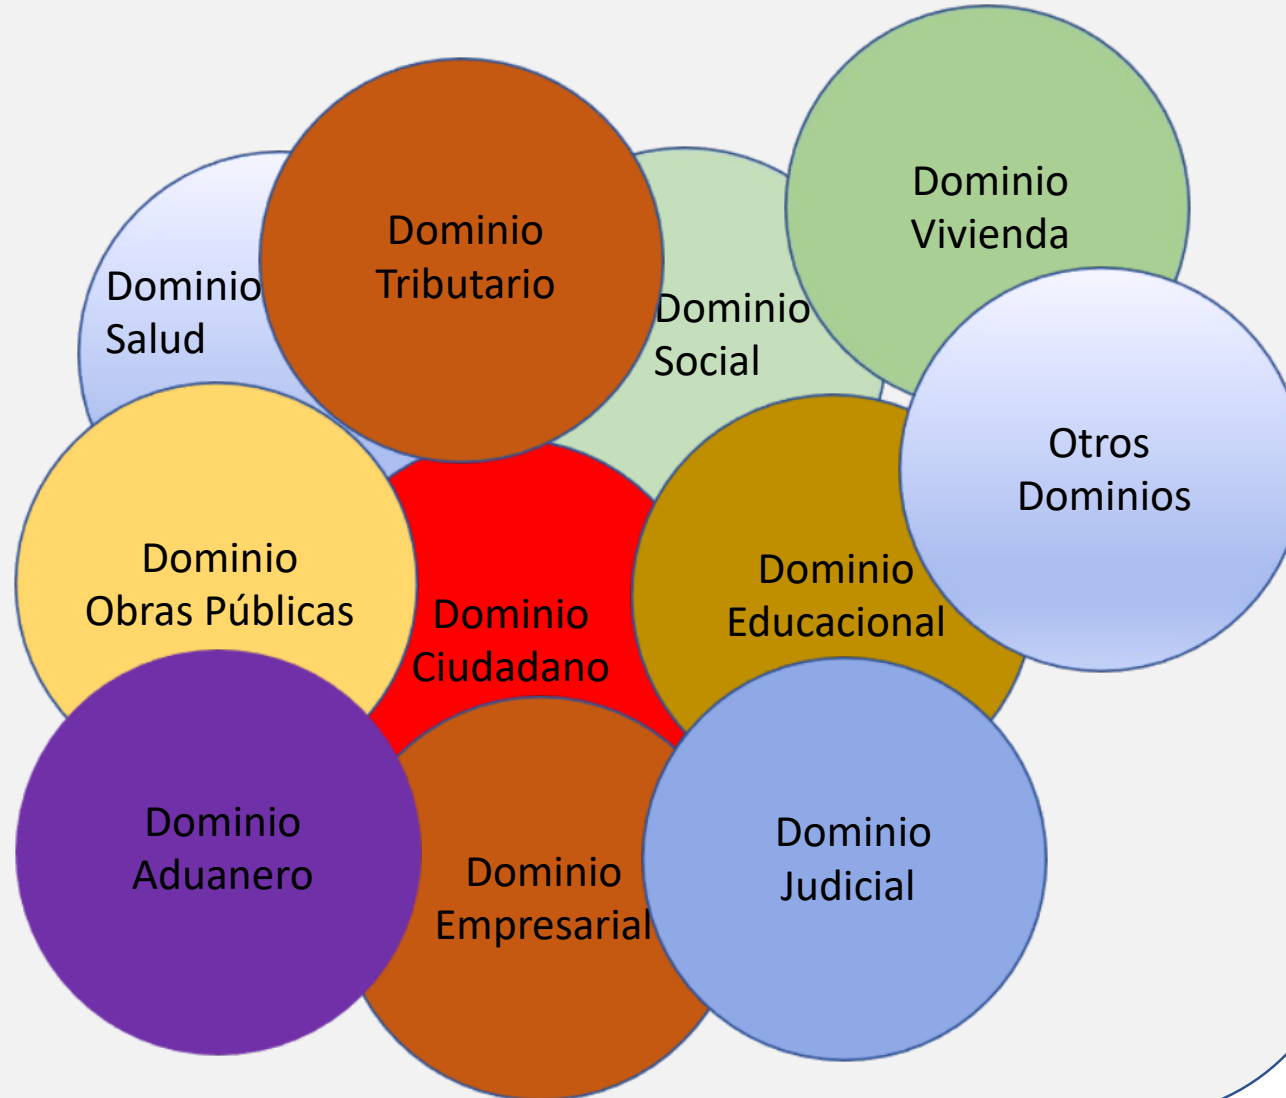 Dominio
Vivienda
Dominio
Tributario
Dominio
Salud
Dominio
Social
Otros
Dominios
Dominio
Obras Públicas
Dominio
Ciudadano
Dominio
Educacional
Dominio
Aduanero
Dominio
Empresarial
Dominio
Judicial